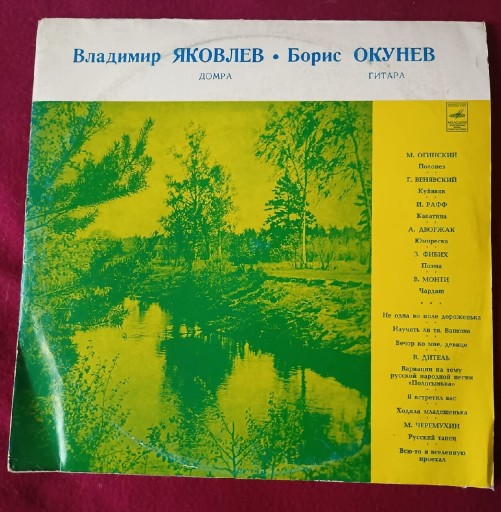 Владимир ЯКОВЛЕВ • Борис ОКУНЕВ
ДОМРА ГИТАРА
М. ОГИНСКИЙ
Полонез
Г. ВЕНЯВСКИЙ
Куявяк
И. РАФФ
Каватина
А. ДВОРЖАК
Юмореска
З. ФИБИХ
Поэма
В. МОНТИ
Чардаш
* * *
Не одна во поле дороженька
Научить ли тя, Ванюша
Вечор ко мне, девице
В. ДИТЕЛЬ
Вариации на тему
русской народной песни
«Полосынька»
Я встретил вас
Ходила младешенька
М. ЧЕРЕМУХИН
Русский танец
Всю-то я вселенную
проехал